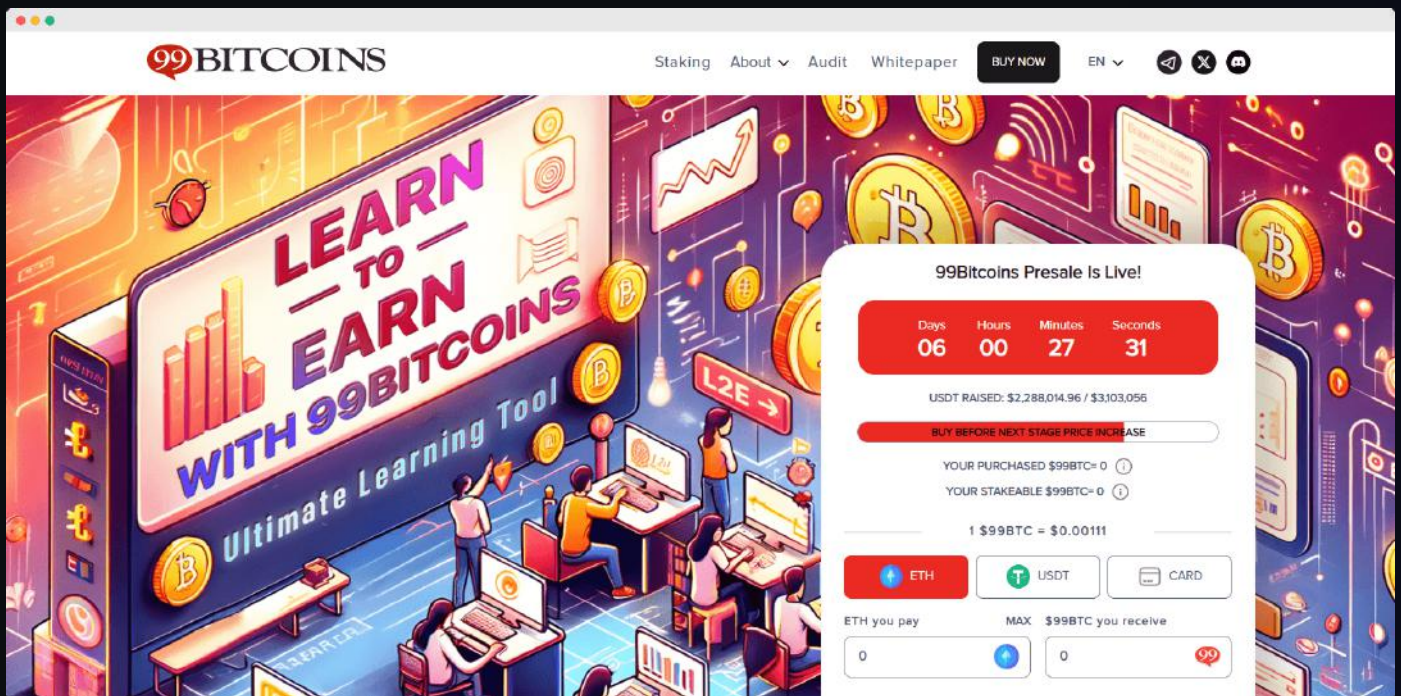 99BITCOINS
Staking About Audit Whitepaper BUY NOW EN
LEARN
TO
EARN
WITH 99BITCOINS
Ultimate Learning Tool
L2E
99Bitcoins Presale Is Live!
Days Hours Minutes Seconds
06 00 27 31
USDT RAISED: $2,288,014.96 / $3,103,056
BUY BEFORE NEXT STAGE PRICE INCREASE
YOUR PURCHASED $99BTC= 0
YOUR STAKEABLE $99BTC= 0
1 $99BTC = $0.00111
ETH USDT CARD
ETH you pay MAX $99BTC you receive
0 0 99